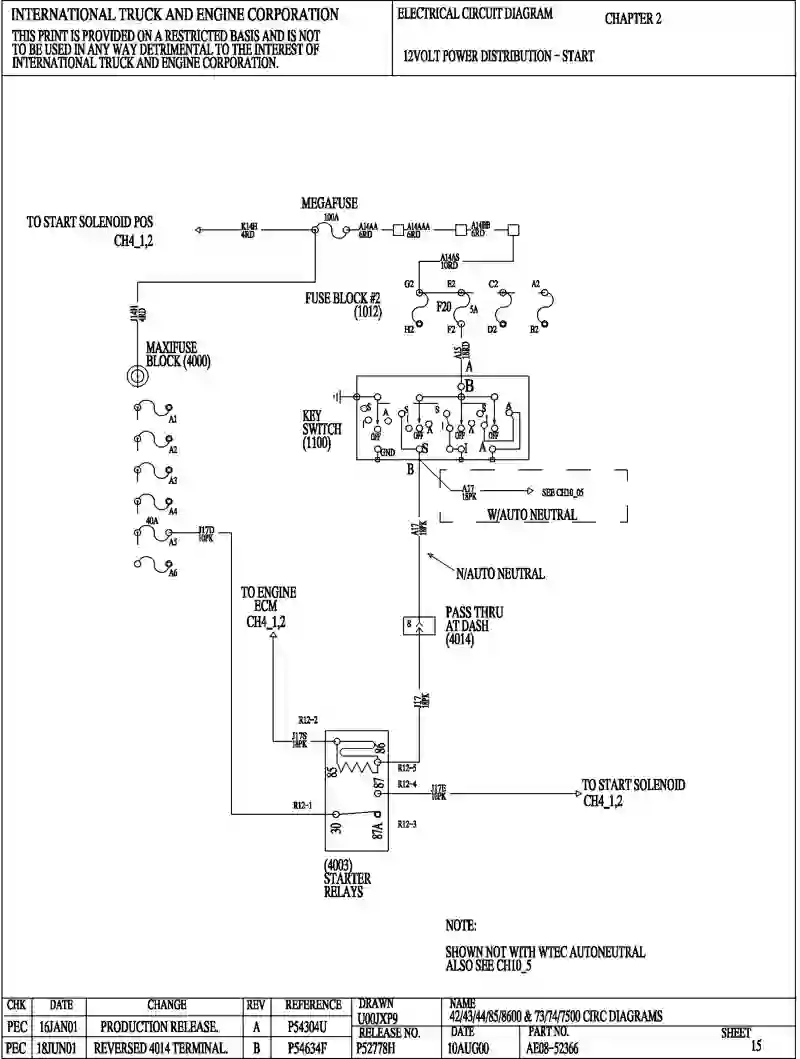 INTERNATIONAL TRUCK AND ENGINE CORPORATION
THIS PRINT IS PROVIDED ON A RESTRICTED BASIS AND IS NOT
TO BE USED IN ANY WAY DETRIMENTAL TO THE INTEREST OF
INTERNATIONAL TRUCK AND ENGINE CORPORATION.
ELECTRICAL CIRCUIT DIAGRAM
CHAPTER 2
12VOLT POWER DISTRIBUTION - START
MEGAFUSE
100A
TO START SOLENOID POS
CH4_1,2
K14H
4RD
A14AA
6RD
A14AAA
6RD
A14BB
6RD
A14AS
10RD
FUSE BLOCK #2
(1012)
G2
E2
C2
A2
F20
5A
H2
F2
D2
B2
J14H
4RD
MAXIFUSE
BLOCK (4000)
A15
18RD
A
B
KEY
SWITCH
(1100)
S
A
S
S
A
A
OFF
OFF
OFF
OFF
GND
S
I
A
B
A1
A2
A3
A4
40A
A5
A6
J17D
10PK
A17
18PK
SEE CH10_05
W/AUTO NEUTRAL
A17
18PK
N/AUTO NEUTRAL
TO ENGINE
ECM
CH4_1,2
8
PASS THRU
AT DASH
(4014)
J17
18PK
R12-2
J17S
18PK
86
85
R12-5
87
R12-4
J17E
10PK
TO START SOLENOID
CH4_1,2
R12-1
30
87A
R12-3
(4003)
STARTER
RELAYS
NOTE:
SHOWN NOT WITH WTEC AUTONEUTRAL
ALSO SEE CH10_5
CHK DATE CHANGE REV REFERENCE
PEC 16JAN01 PRODUCTION RELEASE. A P54304U
PEC 18JUN01 REVERSED 4014 TERMINAL. B P54634F
DRAWN
U00JXP9
RELEASE NO.
P52778H
NAME
42/43/44/85/8600 & 73/74/7500 CIRC DIAGRAMS
DATE
10AUG00
PART NO.
AE08-52366
SHEET
15